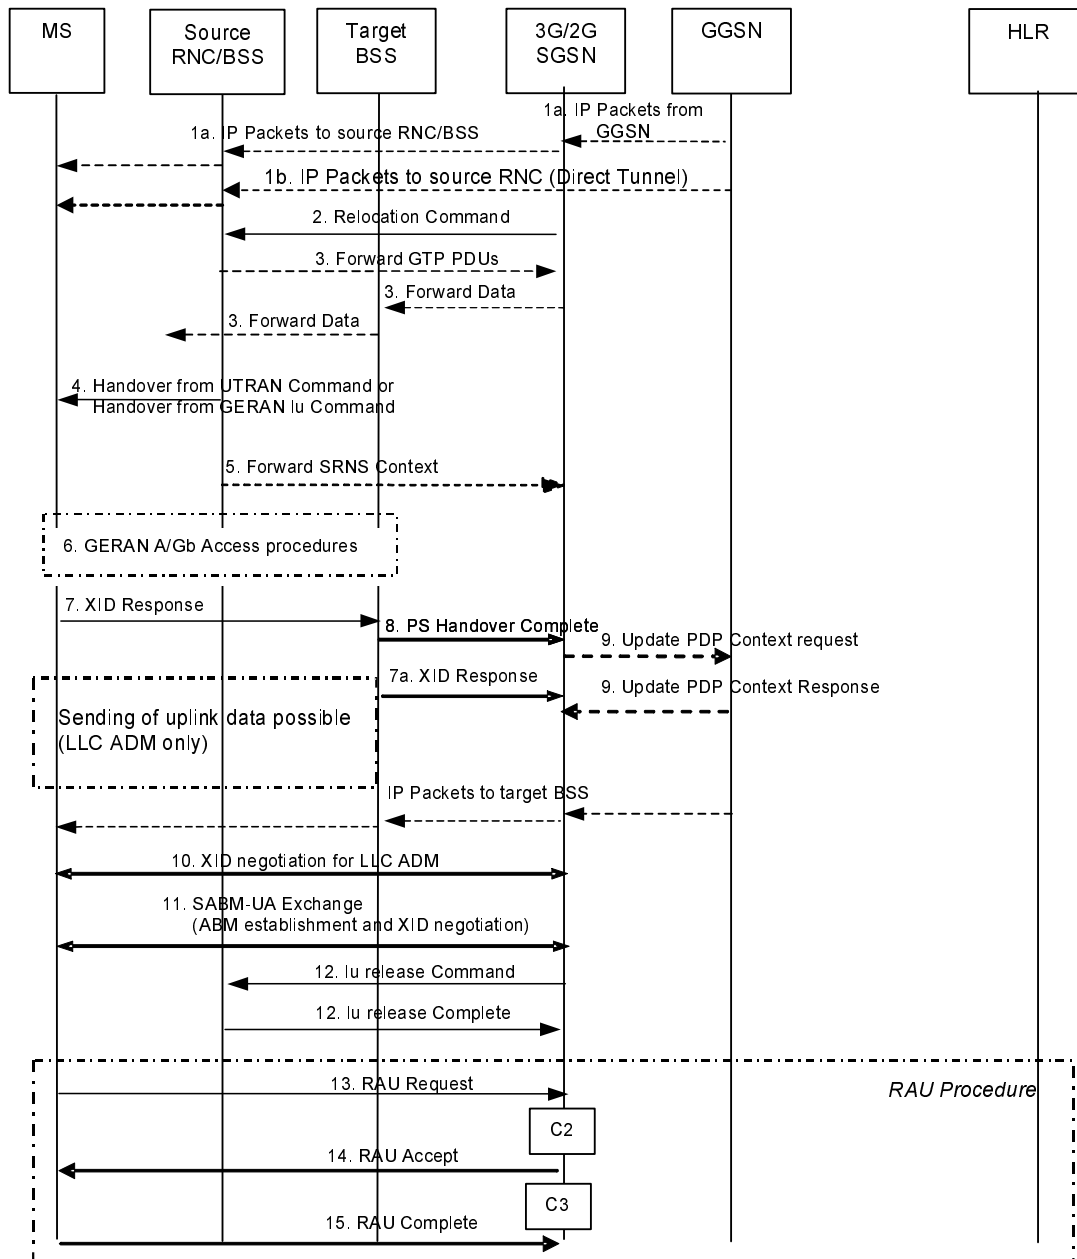 MS
Source
RNC/BSS
Target
BSS
3G/2G
SGSN
GGSN
HLR
1a. IP Packets from
GGSN
1a. IP Packets to source RNC/BSS
1b. IP Packets to source RNC (Direct Tunnel)
2. Relocation Command
3. Forward GTP PDUs
3. Forward Data
3. Forward Data
4. Handover from UTRAN Command or
Handover from GERAN Iu Command
5. Forward SRNS Context
6. GERAN A/Gb Access procedures
7. XID Response
8. PS Handover Complete
9. Update PDP Context request
7a. XID Response
9. Update PDP Context Response
Sending of uplink data possible
(LLC ADM only)
IP Packets to target BSS
10. XID negotiation for LLC ADM
11. SABM-UA Exchange
(ABM establishment and XID negotiation)
12. Iu release Command
12. Iu release Complete
13. RAU Request
RAU Procedure
C2
14. RAU Accept
C3
15. RAU Complete